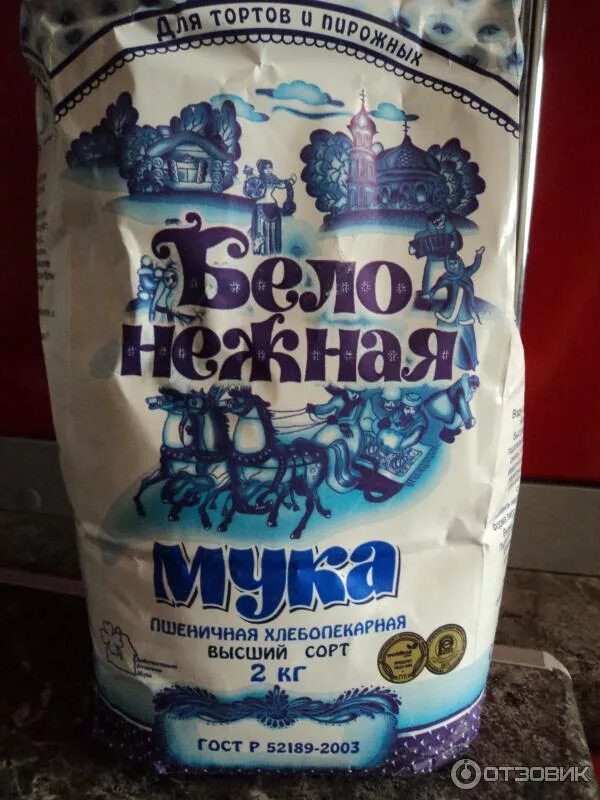 Для тортов и пирожных
Бело
нежная
мука
пшеничная хлебопекарная
высший сорт
2 кг
ГОСТ Р 52189-2003
ОТЗОВИК